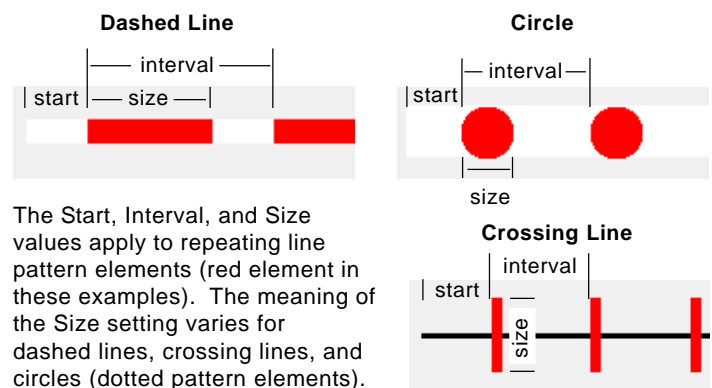 Dashed Line
interval
start
size
Circle
interval
start
size
The Start, Interval, and Size
values apply to repeating line
pattern elements (red element in
these examples).  The meaning of
the Size setting varies for
dashed lines, crossing lines, and
circles (dotted pattern elements).
Crossing Line
interval
start
size